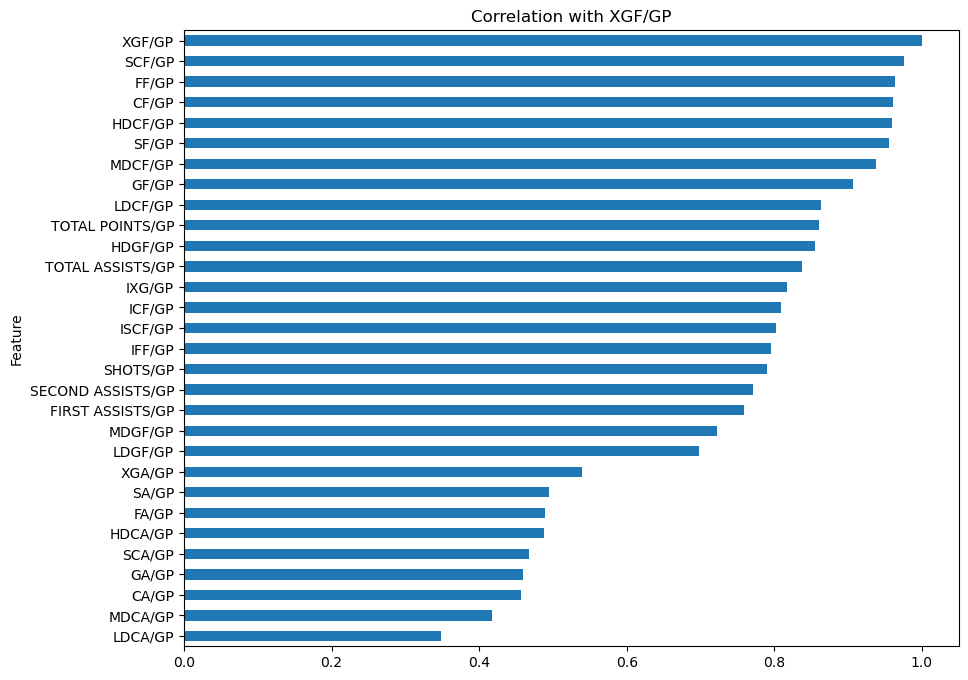 Correlation with XGF/GP
Feature
XGF/GP
SCF/GP
FF/GP
CF/GP
HDCF/GP
SF/GP
MDCF/GP
GF/GP
LDCF/GP
TOTAL POINTS/GP
HDGF/GP
TOTAL ASSISTS/GP
IXG/GP
ICF/GP
ISCF/GP
IFF/GP
SHOTS/GP
SECOND ASSISTS/GP
FIRST ASSISTS/GP
MDGF/GP
LDGF/GP
XGA/GP
SA/GP
FA/GP
HDCA/GP
SCA/GP
GA/GP
CA/GP
MDCA/GP
LDCA/GP
0.0 0.2 0.4 0.6 0.8 1.0